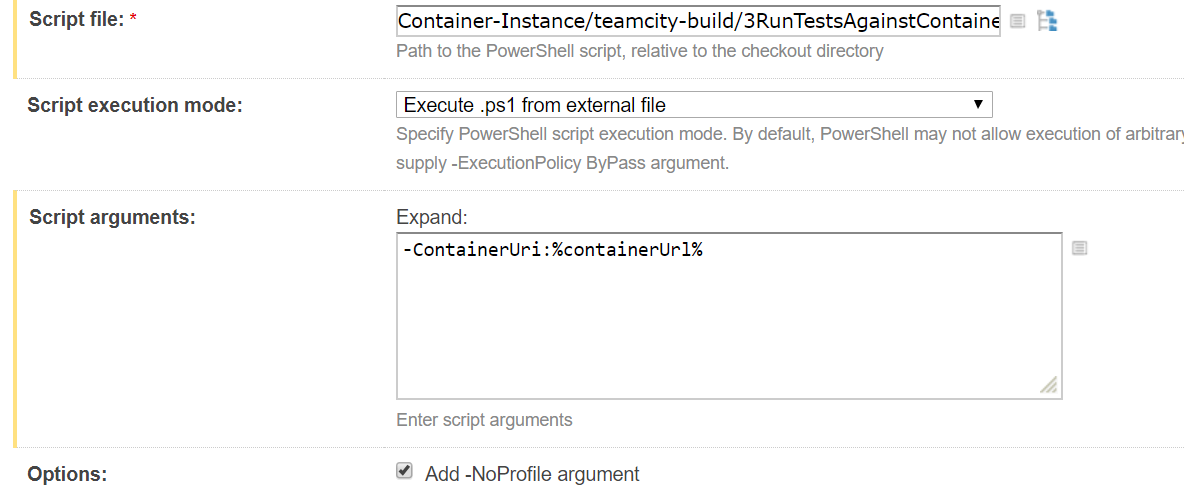 Script file: * Container-Instance/teamcity-build/3RunTestsAgainstContaine
Path to the PowerShell script, relative to the checkout directory
Script execution mode: Execute .ps1 from external file
Specify PowerShell script execution mode. By default, PowerShell may not allow execution of arbitrary
supply -ExecutionPolicy ByPass argument.
Script arguments: Expand:
-ContainerUri:%containerUrl%
Enter script arguments
Options: Add -NoProfile argument